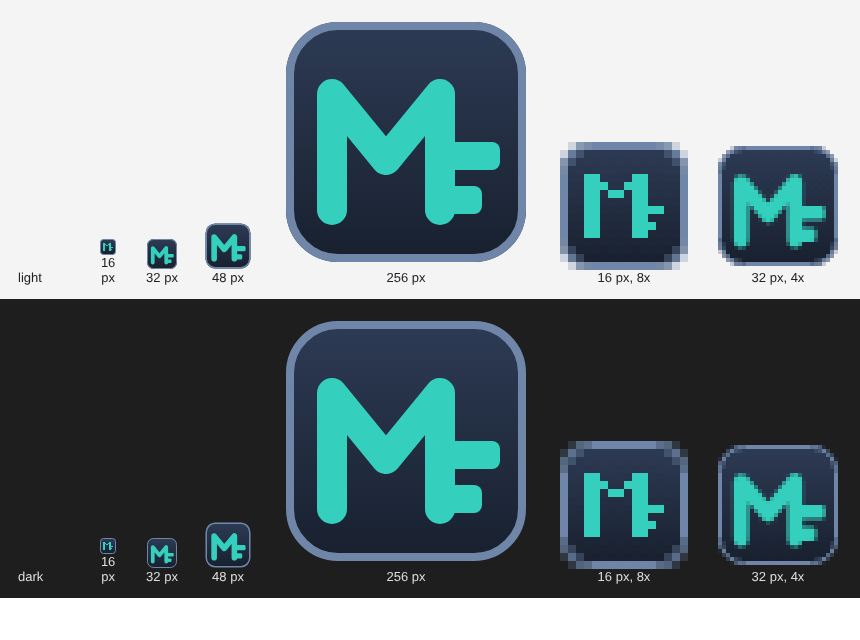 light
16
px
32 px
48 px
256 px
16 px, 8x
32 px, 4x
dark
16
px
32 px
48 px
256 px
16 px, 8x
32 px, 4x